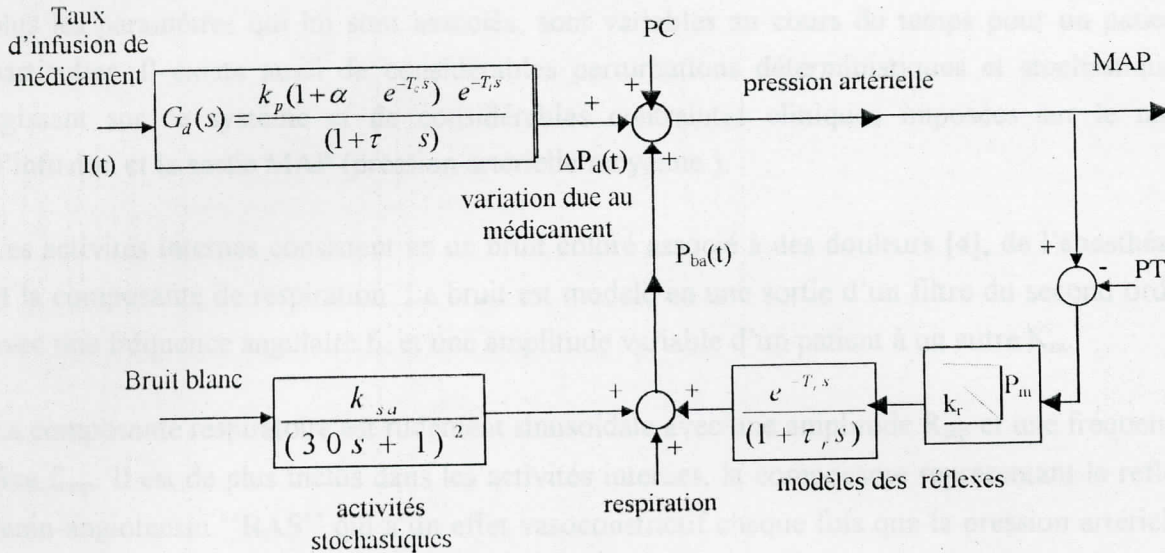 Taux
d'infusion de
médicament
I(t)
G_d(s) = k_p(1+α e^{-T_c s}) e^{-T_i s} / (1+τ s)
PC
+
+
+
ΔP_d(t)
variation due au
médicament
pression artérielle
MAP
P_ba(t)
+
-
PT
Bruit blanc
k_sa
(30s + 1)^2
activités
stochastiques
+
+
+
+
respiration
e^{-T_r s}
(1+τ_r s)
k_r
P_m
modèles des réflexes